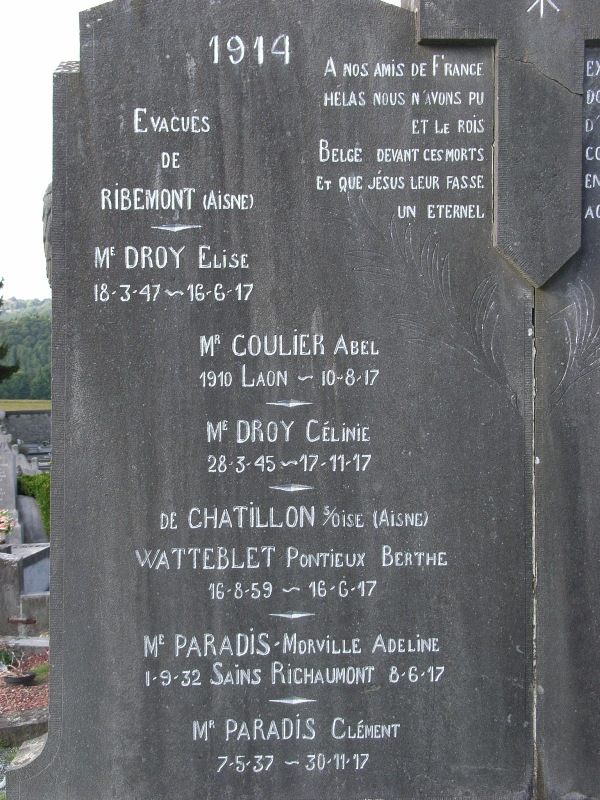 1914
A NOS AMIS DE FRANCE
HÉLAS NOUS N'AVONS PU
ET LE ROIS
BELGE DEVANT CES MORTS
ET QUE JÉSUS LEUR FASSE
UN ETERNEL
EVACUÉS
DE
RIBEMONT (AISNE)
ME DROY ELISE
18-3-47 ~ 16-6-17
MR COULIER ABEL
1910 LAON ~ 10-8-17
ME DROY CÉLINIE
28-3-45 ~ 17-11-17
DE CHATILLON S/OISE (AISNE)
WATTEBLET PONTIEUX BERTHE
16-8-59 ~ 16-6-17
ME PARADIS-MORVILLE ADELINE
1-9-32 SAINS RICHAUMONT 8-6-17
MR PARADIS CLÉMENT
7-5-37 ~ 30-11-17